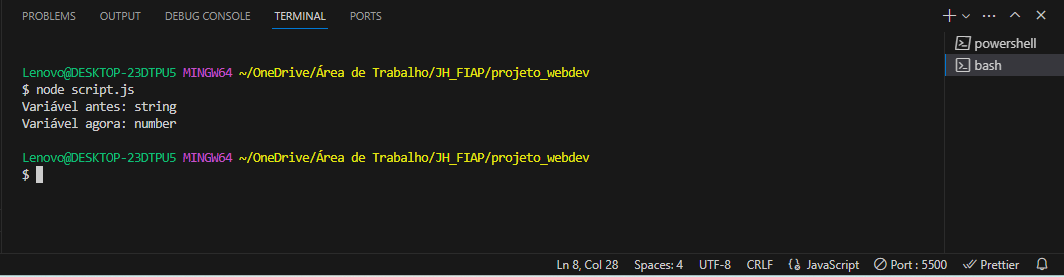 PROBLEMS OUTPUT DEBUG CONSOLE TERMINAL PORTS
powershell
bash
Lenovo@DESKTOP-23DTPU5 MINGW64 ~/OneDrive/Área de Trabalho/JH_FIAP/projeto_webdev
$ node script.js
Variável antes: string
Variável agora: number
Lenovo@DESKTOP-23DTPU5 MINGW64 ~/OneDrive/Área de Trabalho/JH_FIAP/projeto_webdev
$
Ln 8, Col 28 Spaces: 4 UTF-8 CRLF {} JavaScript Port : 5500 Prettier